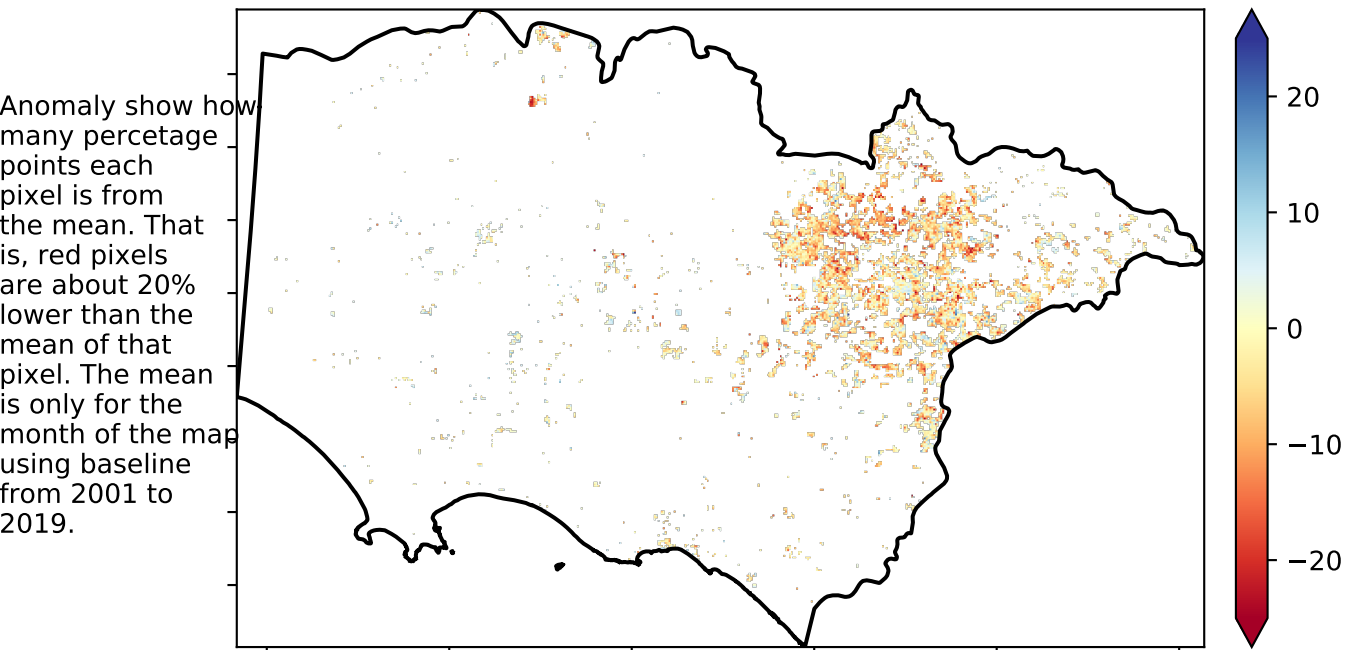 Anomaly show how
many percetage
points each
pixel is from
the mean. That
is, red pixels
are about 20%
lower than the
mean of that
pixel. The mean
is only for the
month of the map
using baseline
from 2001 to
2019.
20
10
0
−10
−20